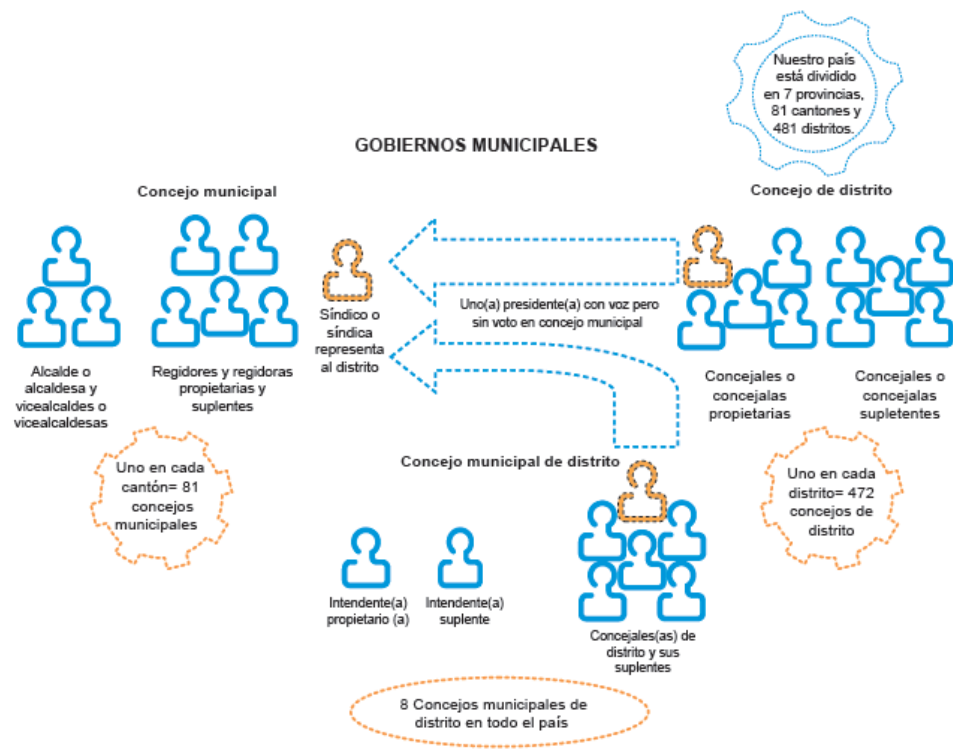 Nuestro país
está dividido
en 7 provincias,
81 cantones y
481 distritos.
GOBIERNOS MUNICIPALES
Concejo municipal
Concejo de distrito
Síndico o
síndica
representa
al distrito
Uno(a) presidente(a) con voz pero
sin voto en concejo municipal
Alcalde o
alcaldesa y
vicealcaldes o
vicealcaldesas
Regidores y regidoras
propietarias y
suplentes
Concejales o
concejalas
propietarias
Concejales o
concejalas
supletentes
Uno en cada
cantón= 81
concejos
municipales
Concejo municipal de distrito
Uno en cada
distrito= 472
concejos de
distrito
Intendente(a)
propietario (a)
Intendente(a)
suplente
Concejales(as) de
distrito y sus
suplentes
8 Concejos municipales de
distrito en todo el país